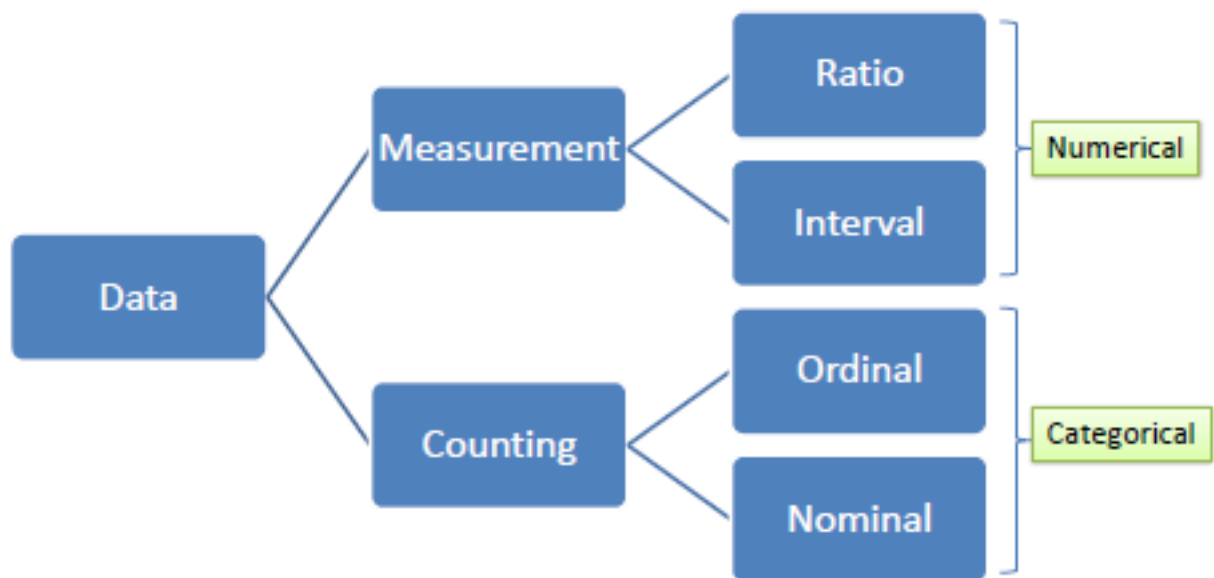 Data
Measurement
Counting
Ratio
Interval
Ordinal
Nominal
Numerical
Categorical